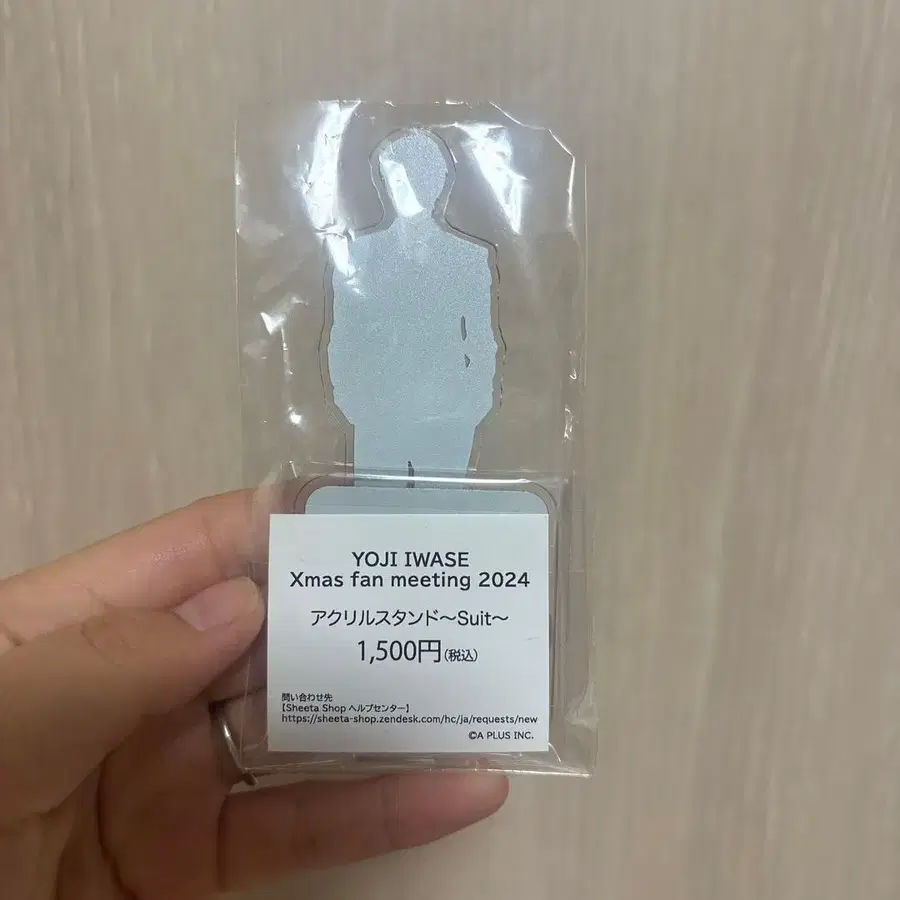 YOJI IWASE
Xmas fan meeting 2024
アクリルスタンド～Suit～
1,500円(税込)
問い合わせ先
【Sheeta Shop ヘルプセンター】
https://sheeta-shop.zendesk.com/hc/ja/requests/new
©A PLUS INC.